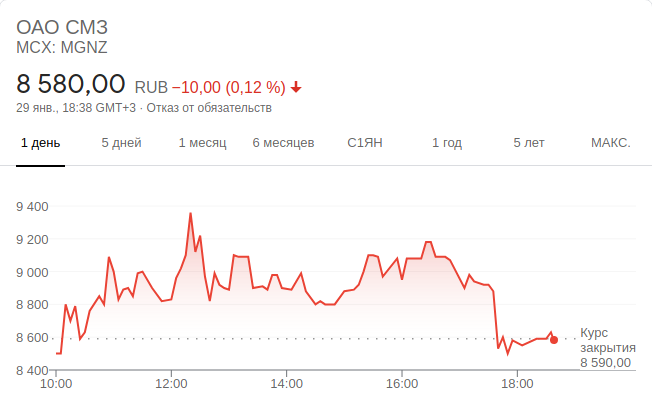 ОАО СМЗ
MCX: MGNZ
8 580,00 RUB −10,00 (0,12 %) ↓
29 янв., 18:38 GMT+3 · Отказ от обязательств
1 день 5 дней 1 месяц 6 месяцев С1ЯН 1 год 5 лет МАКС.
9 400
9 200
9 000
8 800
8 600
8 400
Курс
закрытия
8 590,00
10:00 12:00 14:00 16:00 18:00